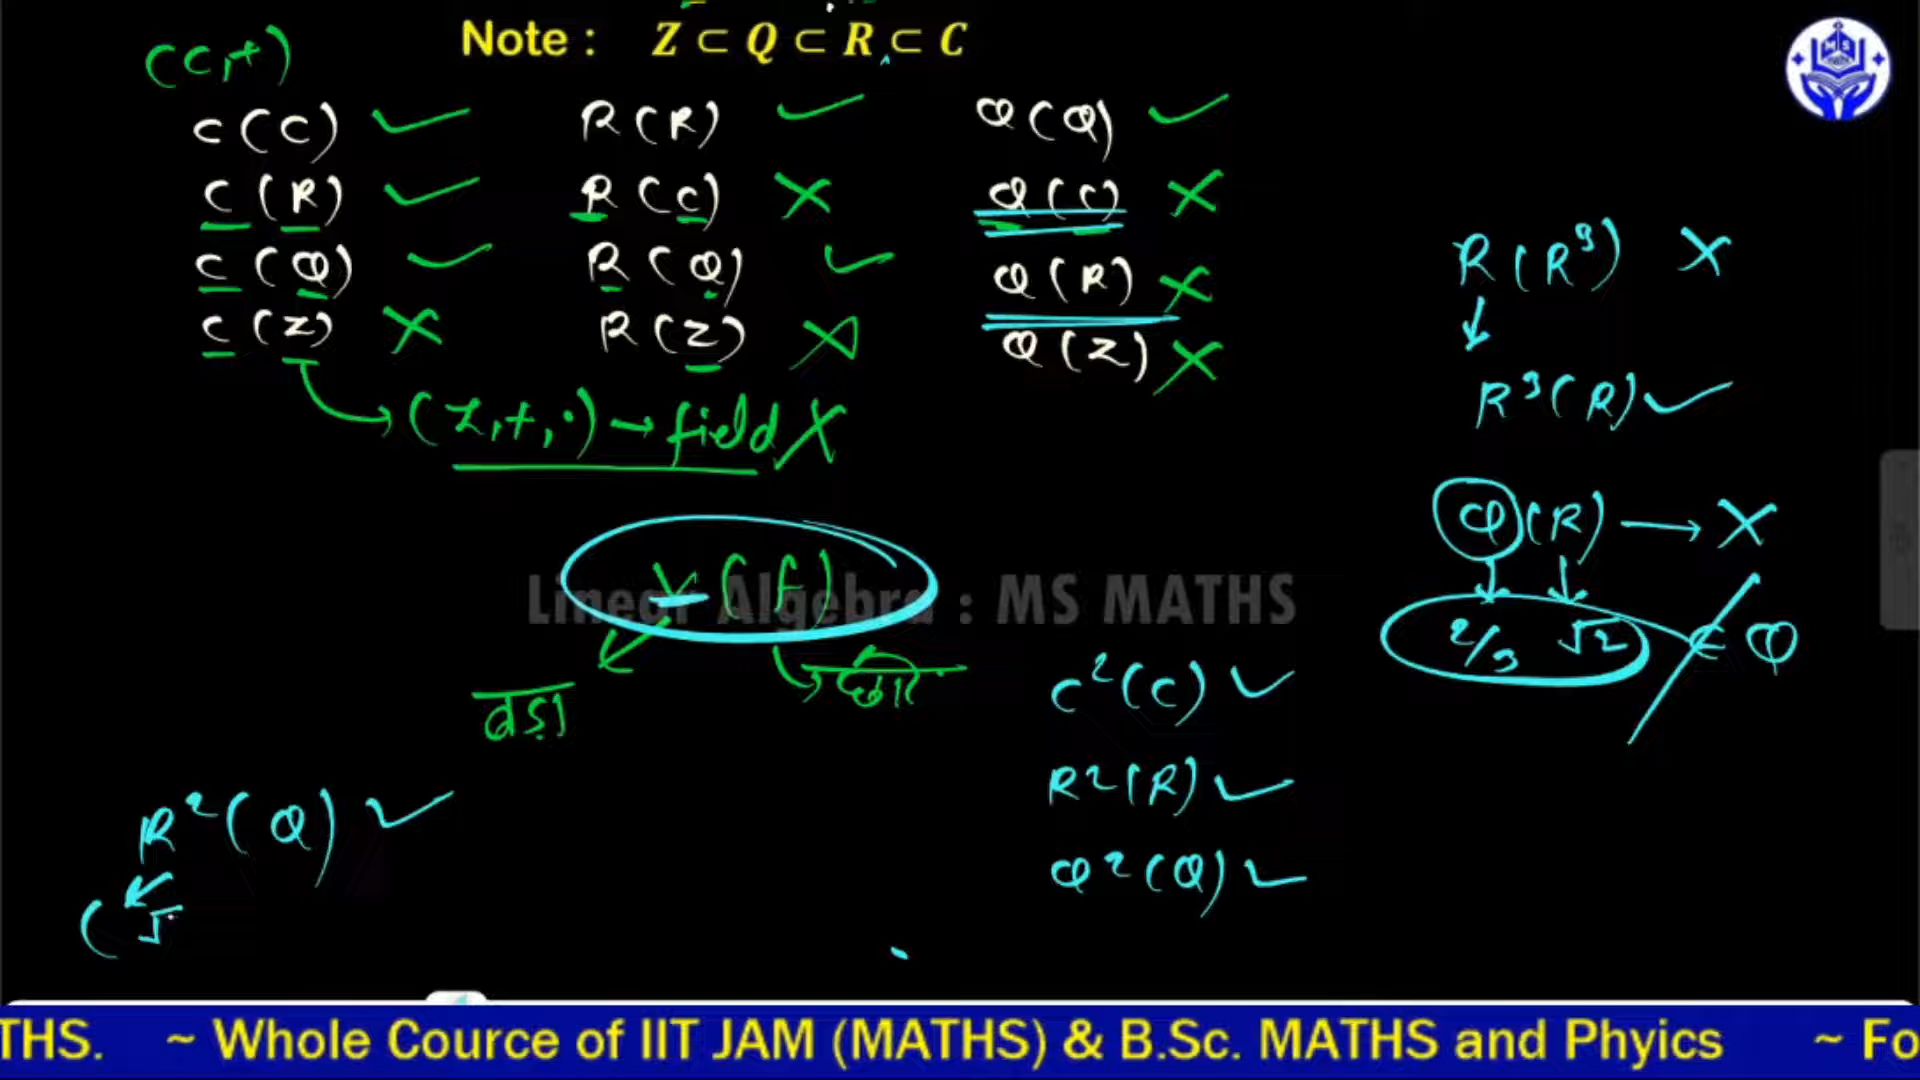 Note : Z ⊂ Q ⊂ R ⊂ C
(C,+)
C(C) ✓ R(R) ✓ Q(Q) ✓
C(R) ✓ R(C) X Q(C) X
C(Q) ✓ R(Q) ✓ Q(R) X
C(Z) X R(Z) X Q(Z) X
→ (Z,+,·) → field X
R(R³) X
↓
R³(R) ✓
Q(R) → X
2/3 √2 ∉ Q
V(F)
Linear Algebra : MS MATHS
बड़ा
C²(C) ✓
R²(R) ✓
Q²(Q) ✓
R²(Q) ✓
(√
MS
THS. ~ Whole Cource of IIT JAM (MATHS) & B.Sc. MATHS and Phyics ~ Fo